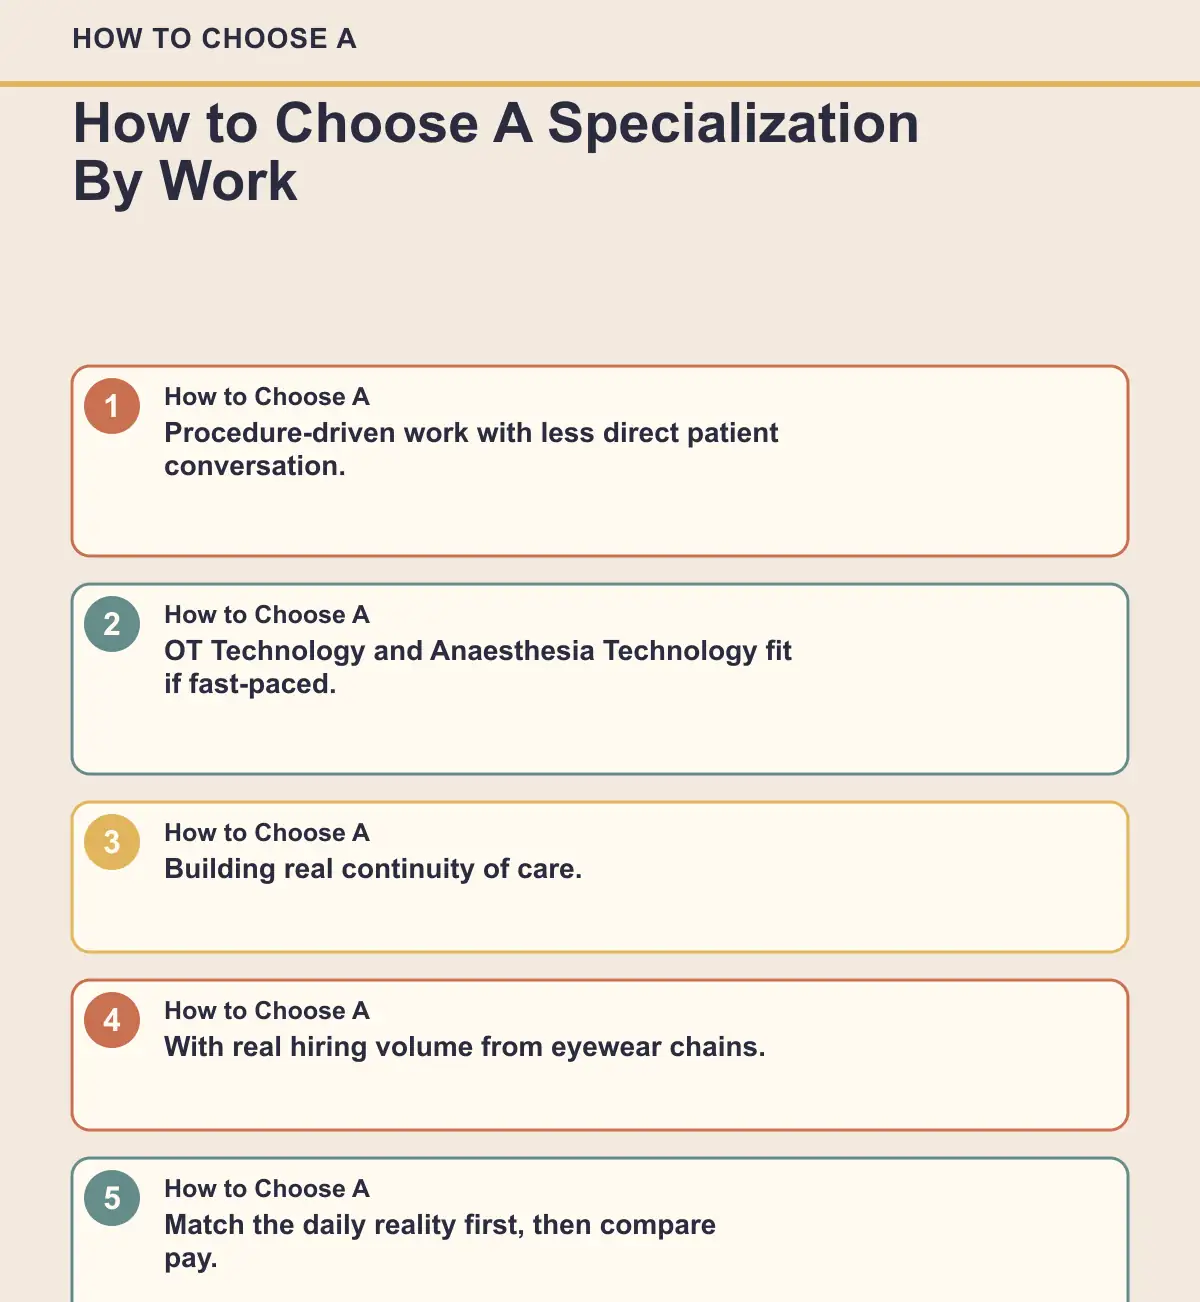 HOW TO CHOOSE A
How to Choose A Specialization
By Work
1
How to Choose A
Procedure-driven work with less direct patient
conversation.
2
How to Choose A
OT Technology and Anaesthesia Technology fit
if fast-paced.
3
How to Choose A
Building real continuity of care.
4
How to Choose A
With real hiring volume from eyewear chains.
5
How to Choose A
Match the daily reality first, then compare
pay.